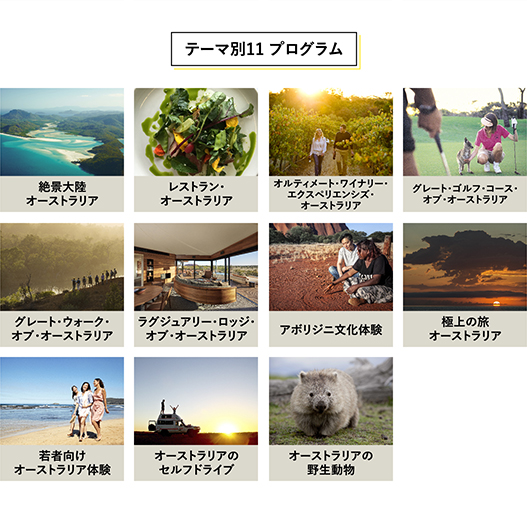 テーマ別11 プログラム
絶景大陸
オーストラリア
レストラン・
オーストラリア
オルティメート・ワイナリー・
エクスペリエンシズ・
オーストラリア
グレート・ゴルフ・コース・
オブ・オーストラリア
グレート・ウォーク・
オブ・オーストラリア
ラグジュアリー・ロッジ・
オブ・オーストラリア
アボリジニ文化体験
極上の旅
オーストラリア
若者向け
オーストラリア体験
オーストラリアの
セルフドライブ
オーストラリアの
野生動物